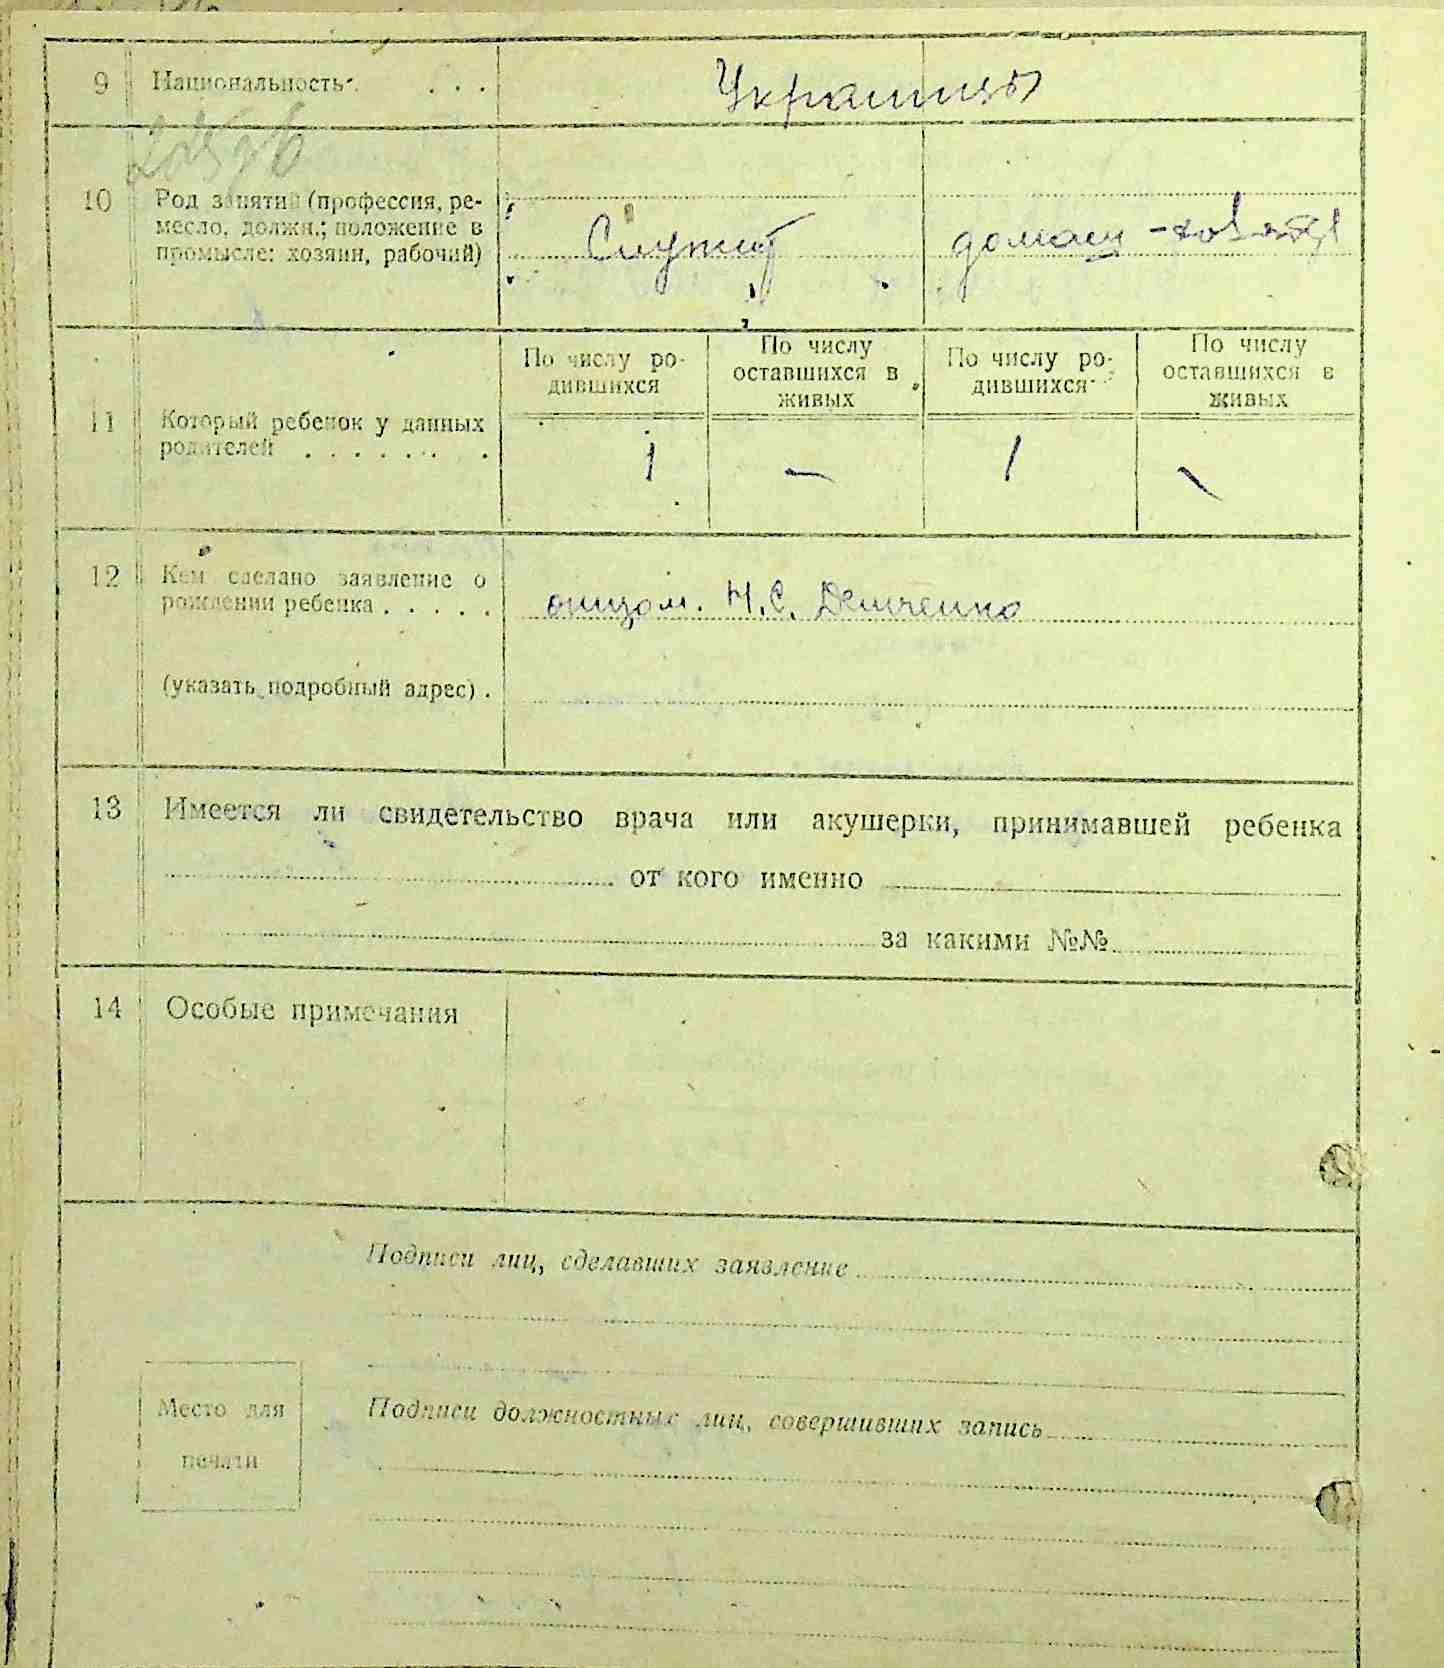 9 Национальность . . . Украинцы
10 Род занятий (профессия, ре-
месло, должн.; положение в
промысле: хозяин, рабочий)
Служит домаш -хозяйст
11 Который ребенок у данных
родителей . . . . . . .
По числу ро-
дившихся
По числу
оставшихся в
живых
По числу ро-
дившихся
По числу
оставшихся в
живых
1 — 1 —
12 Кем сделано заявление о
рождении ребенка . . . . .
отцом. Н.С. Демченко
(указать подробный адрес) .
13 Имеется ли свидетельство врача или акушерки, принимавшей ребенка
от кого именно
за какими №№
14 Особые примечания
Подписи лиц, сделавших заявление
Место для
печати
Подписи должностных лиц, совершивших запись